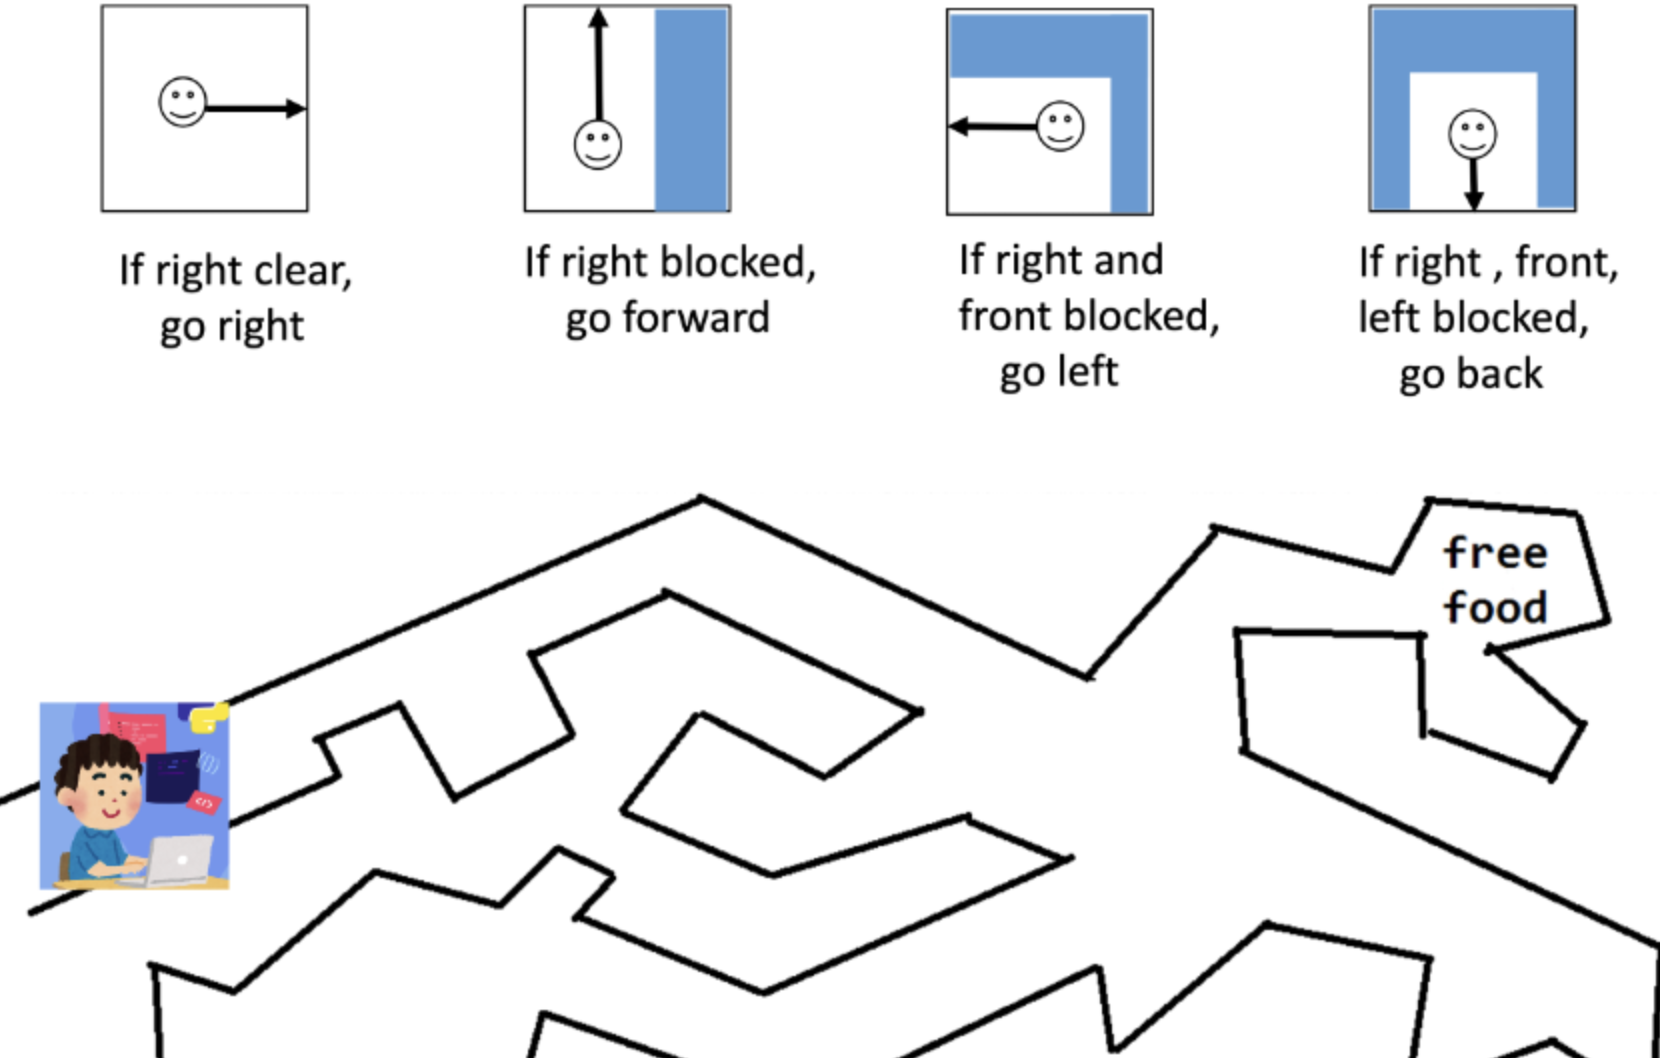 If right clear,
go right
If right blocked,
go forward
If right and
front blocked,
go left
If right , front,
left blocked,
go back
free
food